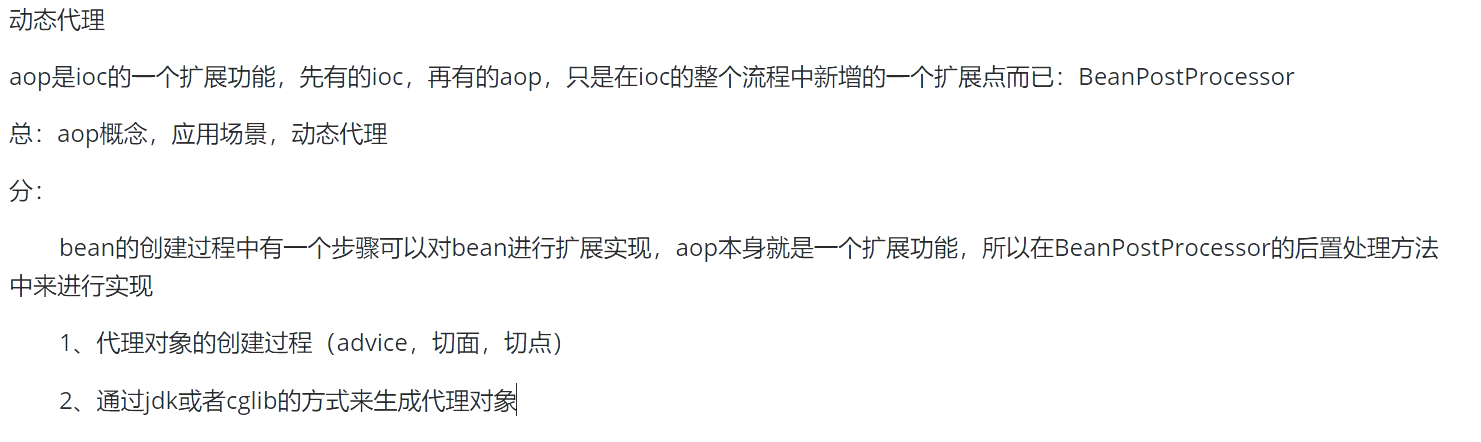 动态代理
aop是ioc的一个扩展功能，先有的ioc，再有的aop，只是在ioc的整个流程中新增的一个扩展点而已：BeanPostProcessor
总：aop概念，应用场景，动态代理
分：
bean的创建过程中有一个步骤可以对bean进行扩展实现，aop本身就是一个扩展功能，所以在BeanPostProcessor的后置处理方法
中来进行实现
1、代理对象的创建过程（advice，切面，切点）
2、通过jdk或者cglib的方式来生成代理对象